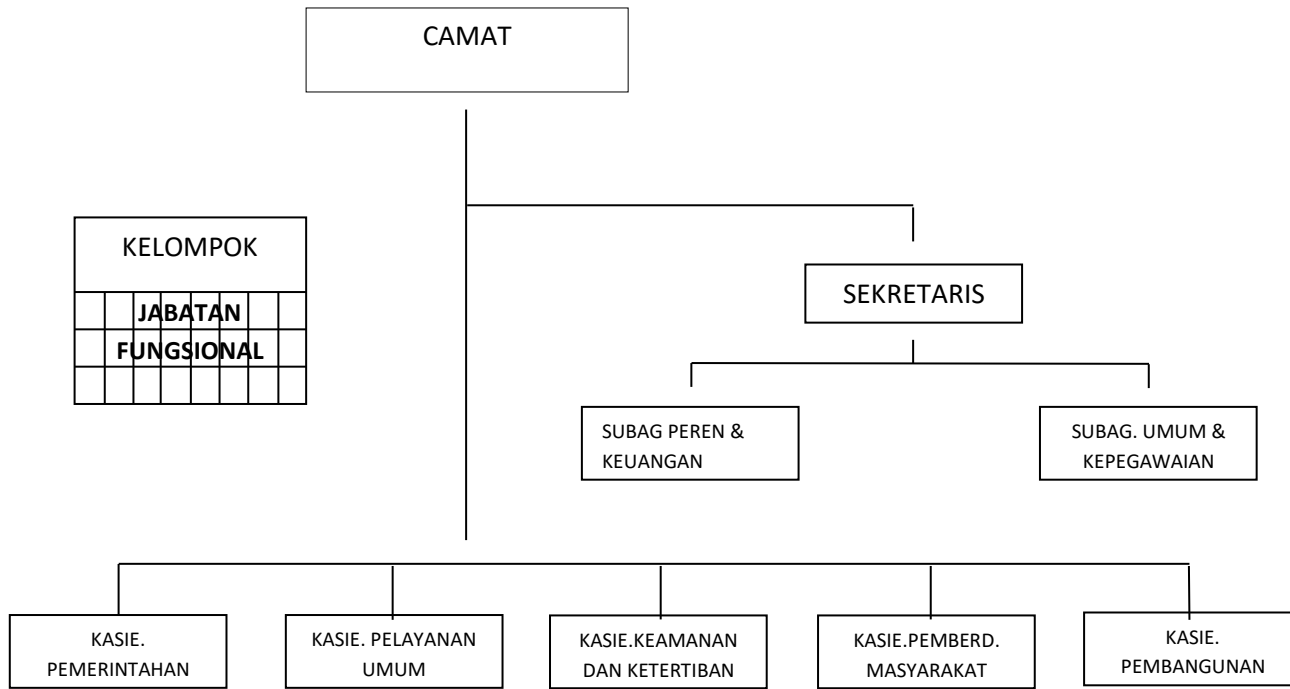 CAMAT
KELOMPOK
JABATAN
FUNGSIONAL
SEKRETARIS
SUBAG PEREN &
KEUANGAN
SUBAG. UMUM &
KEPEGAWAIAN
KASIE.
PEMERINTAHAN
KASIE. PELAYANAN
UMUM
KASIE.KEAMANAN
DAN KETERTIBAN
KASIE.PEMBERD.
MASYARAKAT
KASIE.
PEMBANGUNAN